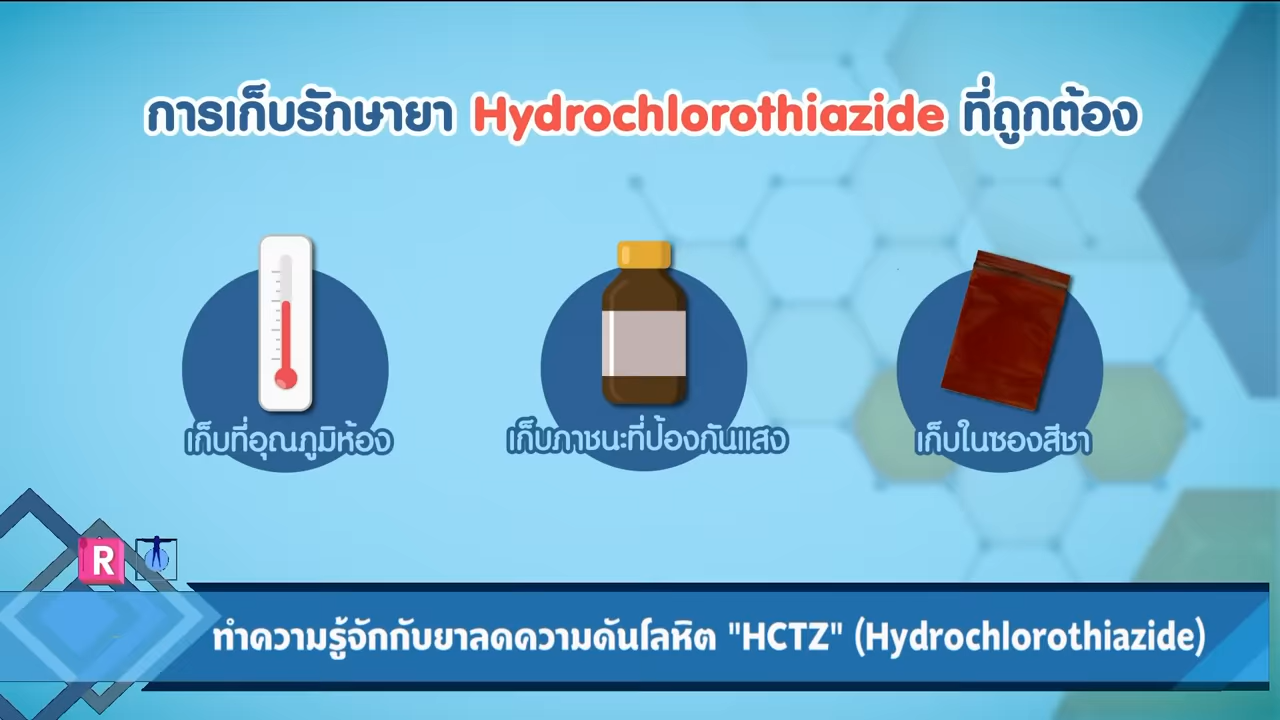 การเก็บรักษายา Hydrochlorothiazide ที่ถูกต้อง
เก็บที่อุณภูมิห้อง
เก็บภาชนะที่ป้องกันแสง
เก็บในซองสีชา
R
ทำความรู้จักกับยาลดความดันโลหิต "HCTZ" (Hydrochlorothiazide)